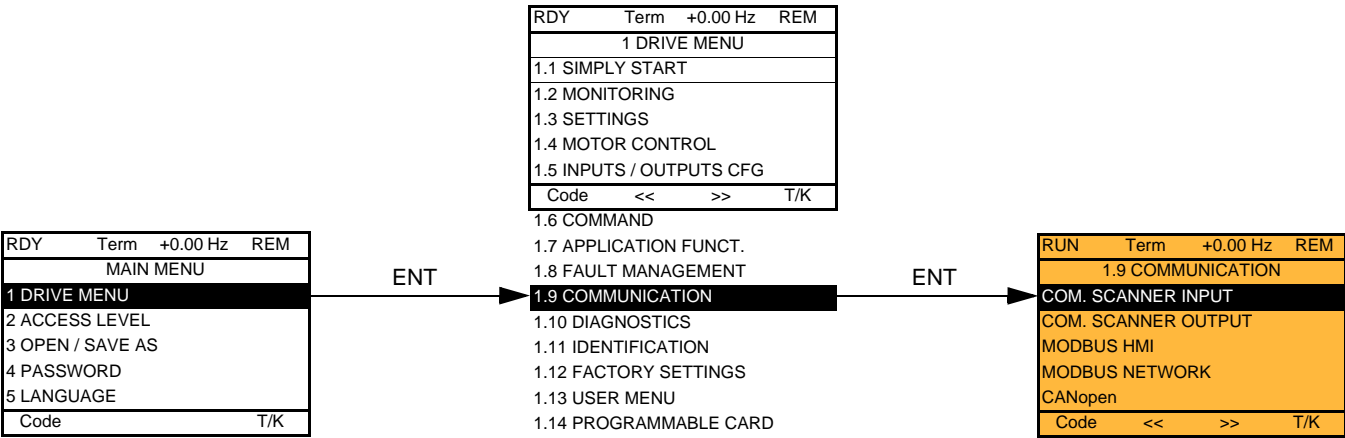 RDY Term +0.00 Hz REM
1 DRIVE MENU
1.1 SIMPLY START
1.2 MONITORING
1.3 SETTINGS
1.4 MOTOR CONTROL
1.5 INPUTS / OUTPUTS CFG
Code << >> T/K
1.6 COMMAND
1.7 APPLICATION FUNCT.
1.8 FAULT MANAGEMENT
1.9 COMMUNICATION
1.10 DIAGNOSTICS
1.11 IDENTIFICATION
1.12 FACTORY SETTINGS
1.13 USER MENU
1.14 PROGRAMMABLE CARD
RDY Term +0.00 Hz REM
MAIN MENU
1 DRIVE MENU
2 ACCESS LEVEL
3 OPEN / SAVE AS
4 PASSWORD
5 LANGUAGE
Code T/K
ENT
ENT
RUN Term +0.00 Hz REM
1.9 COMMUNICATION
COM. SCANNER INPUT
COM. SCANNER OUTPUT
MODBUS HMI
MODBUS NETWORK
CANopen
Code << >> T/K